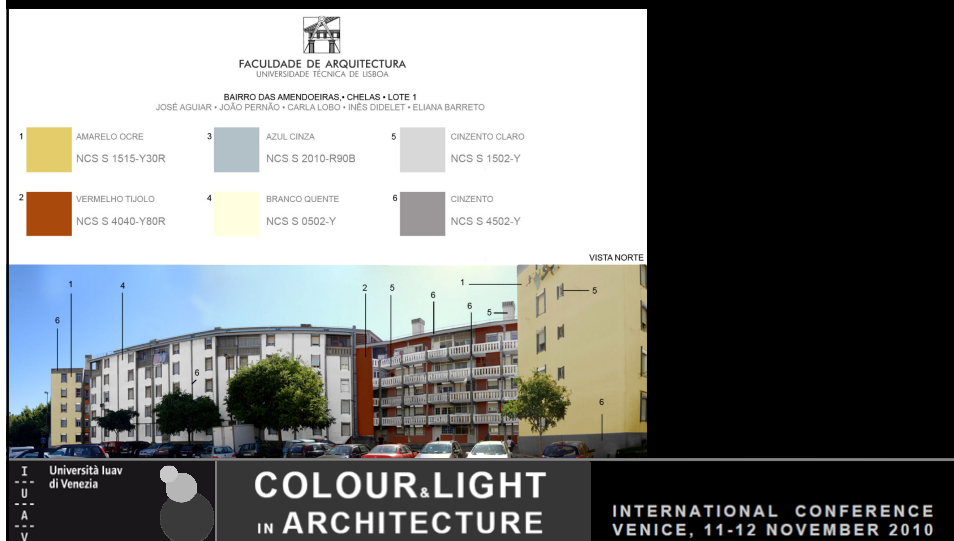 FACULDADE DE ARQUITECTURA
UNIVERSIDADE TÉCNICA DE LISBOA
BAIRRO DAS AMENDOEIRAS,• CHELAS • LOTE 1
JOSÉ AGUIAR • JOÃO PERNÃO • CARLA LOBO • INÊS DIDELET • ELIANA BARRETO
1 AMARELO OCRE
NCS S 1515-Y30R
3 AZUL CINZA
NCS S 2010-R90B
5 CINZENTO CLARO
NCS S 1502-Y
2 VERMELHO TIJOLO
NCS S 4040-Y80R
4 BRANCO QUENTE
NCS S 0502-Y
6 CINZENTO
NCS S 4502-Y
VISTA NORTE
1
4
2
5
6
1
5
6
6
5
6
6
I
U
A
V
Università Iuav
di Venezia
COLOUR&LIGHT
IN ARCHITECTURE
INTERNATIONAL CONFERENCE
VENICE, 11-12 NOVEMBER 2010